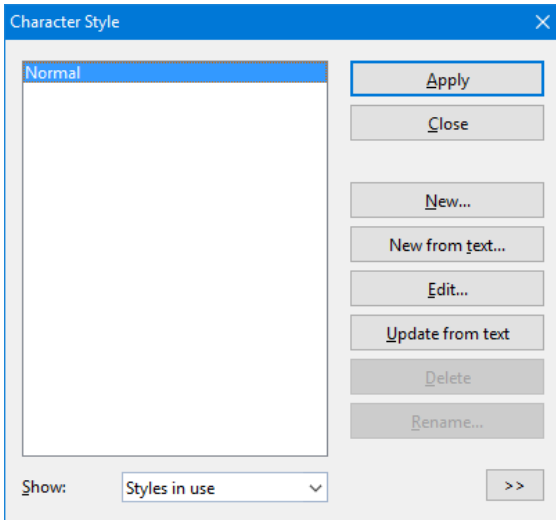 Character Style
Normal
Apply
Close
New...
New from text...
Edit...
Update from text
Delete
Rename...
Show: Styles in use >>